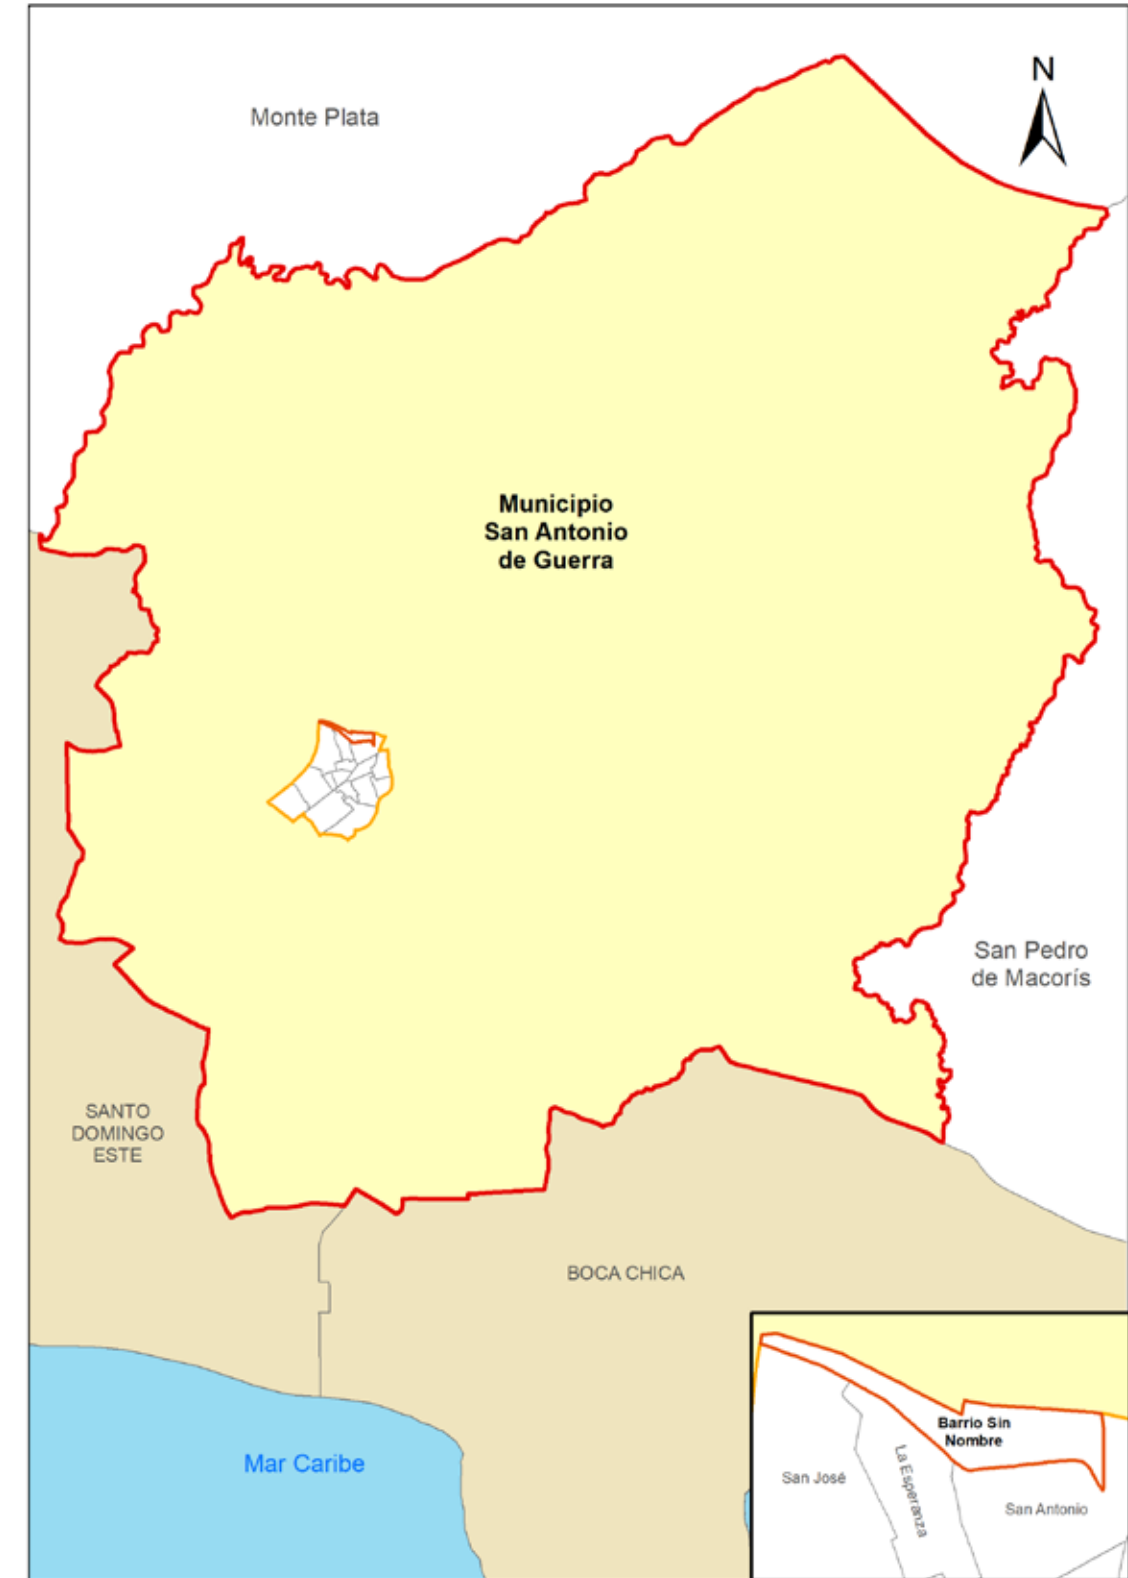 N
Monte Plata
Municipio
San Antonio
de Guerra
San Pedro
de Macorís
SANTO
DOMINGO
ESTE
BOCA CHICA
Mar Caribe
Barrio Sin
Nombre
San José
La Esperanza
San Antonio